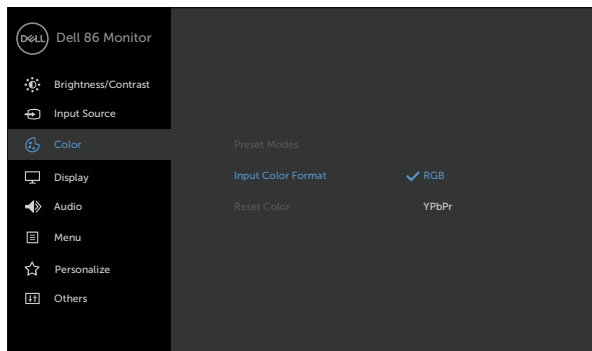 DELL Dell 86 Monitor
Brightness/Contrast
Input Source
Color
Preset Modes
Display
Input Color Format
RGB
Audio
Reset Color
YPbPr
Menu
Personalize
Others